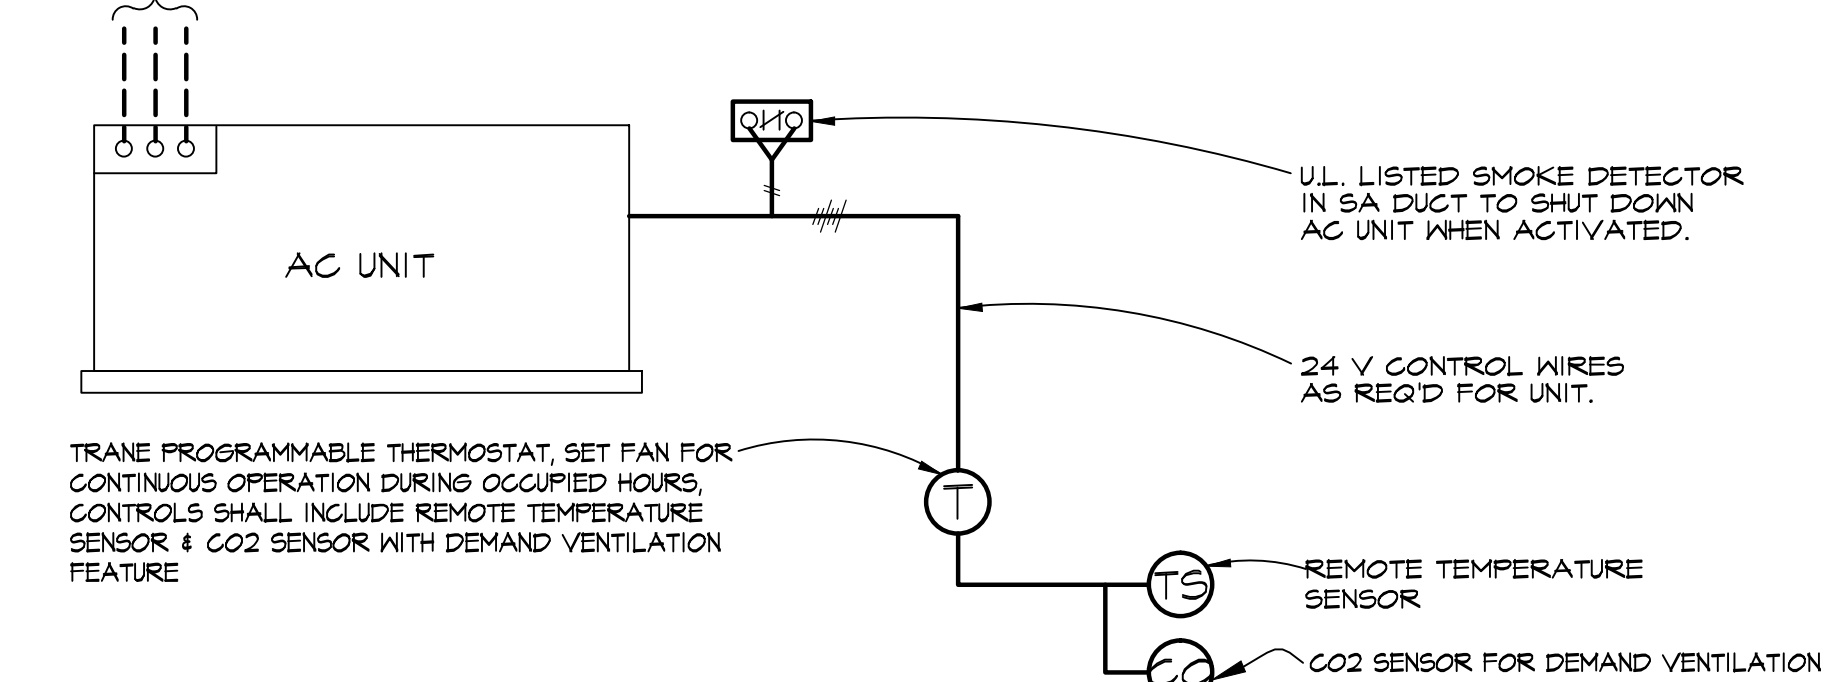 U.L. LISTED SMOKE DETECTOR
IN SA DUCT TO SHUT DOWN
AC UNIT WHEN ACTIVATED.
AC UNIT
24 V CONTROL WIRES
AS REQ'D FOR UNIT.
TRANE PROGRAMMABLE THERMOSTAT, SET FAN FOR
CONTINUOUS OPERATION DURING OCCUPIED HOURS,
CONTROLS SHALL INCLUDE REMOTE TEMPERATURE
SENSOR & CO2 SENSOR WITH DEMAND VENTILATION
FEATURE
T
TS
REMOTE TEMPERATURE
SENSOR
CO
CO2 SENSOR FOR DEMAND VENTILATION